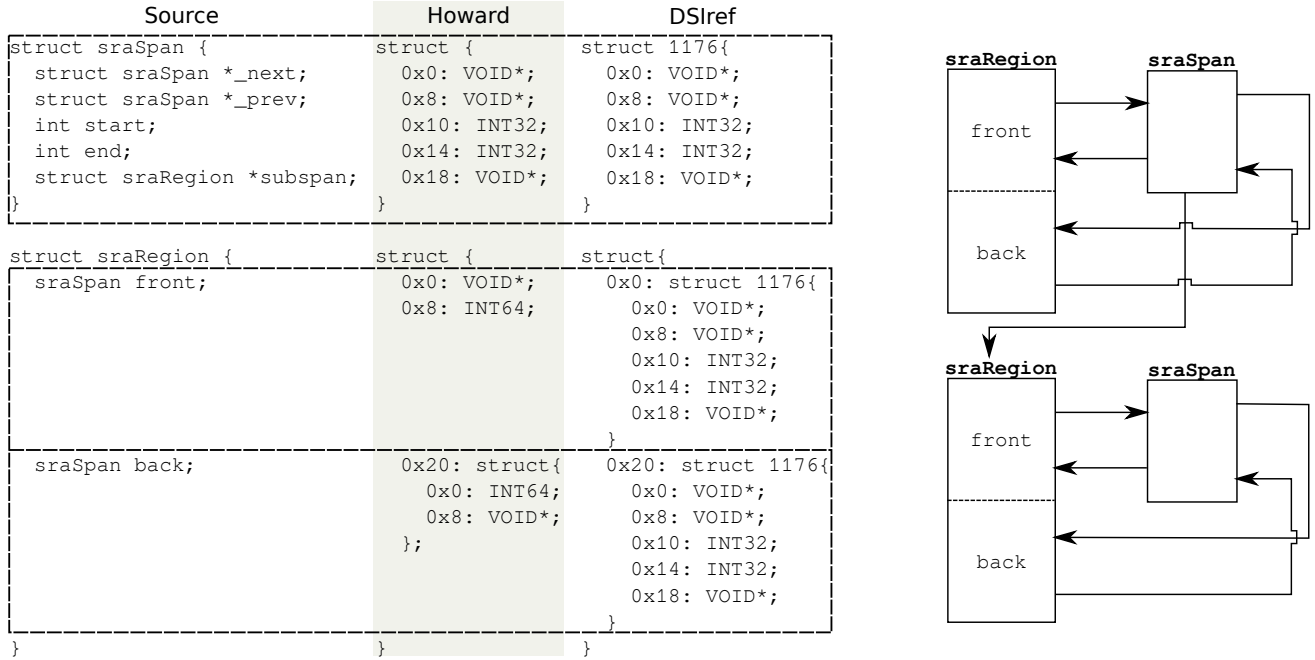 Source Howard DSIref
struct sraSpan { struct { struct 1176{
struct sraSpan *_next; 0x0: VOID*; 0x0: VOID*;
struct sraSpan *_prev; 0x8: VOID*; 0x8: VOID*;
int start; 0x10: INT32; 0x10: INT32;
int end; 0x14: INT32; 0x14: INT32;
struct sraRegion *subspan; 0x18: VOID*; 0x18: VOID*;
} } }
struct sraRegion { struct { struct{
sraSpan front; 0x0: VOID*; 0x0: struct 1176{
0x8: INT64; 0x0: VOID*;
0x8: VOID*;
0x10: INT32;
0x14: INT32;
0x18: VOID*;
}
sraSpan back; 0x20: struct{ 0x20: struct 1176{
0x0: INT64; 0x0: VOID*;
0x8: VOID*; 0x8: VOID*;
}; 0x10: INT32;
0x14: INT32;
0x18: VOID*;
}
} } }
sraRegion sraSpan
front
back
sraRegion sraSpan
front
back